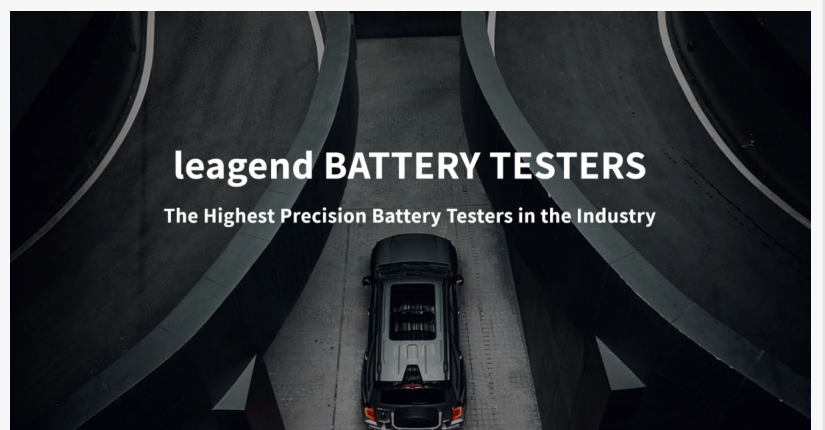 leagend BATTERY TESTERS
The Highest Precision Battery Testers in the Industry